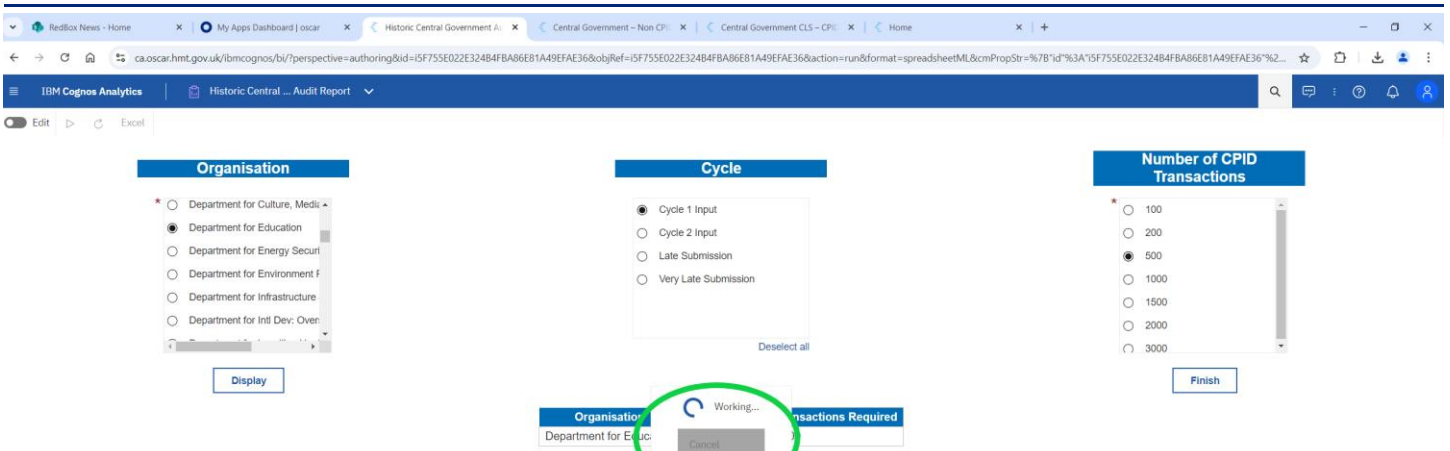 RedBox News - Home
My Apps Dashboard | oscar
Historic Central Government A
Central Government – Non CPI
Central Government CLS – CPI
Home
ca.oscar.hmt.gov.uk/ibmcognos/bi/?perspective=authoring&id=i5F755E022E324B4FBA86E81A49EFAE36&objRef=i5F755E022E324B4FBA86E81A49EFAE36&action=run&format=spreadsheetML&cmPropStr=%7B"id"%3A"i5F755E022E324B4FBA86E81A49EFAE36"%2...
IBM Cognos Analytics
Historic Central ... Audit Report
Edit Excel
Organisation
* Department for Culture, Media
Department for Education
Department for Energy Securi
Department for Environment F
Department for Infrastructure
Department for Intl Dev: Over
Display
Cycle
Cycle 1 Input
Cycle 2 Input
Late Submission
Very Late Submission
Deselect all
Number of CPID
Transactions
* 100
200
500
1000
1500
2000
3000
Finish
Organisation
nsactions Required
Department for Educa
Working...
Cancel